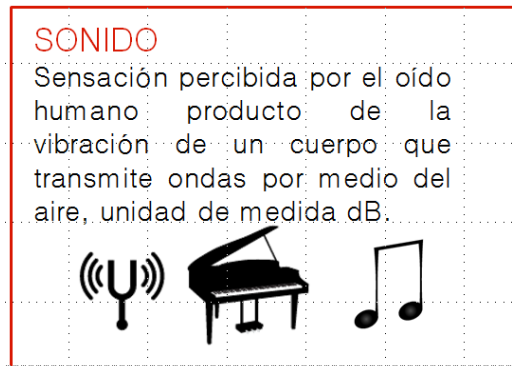 SONIDO
Sensación percibida por el oído
humano producto de la
vibración de un cuerpo que
transmite ondas por medio del
aire, unidad de medida dB.